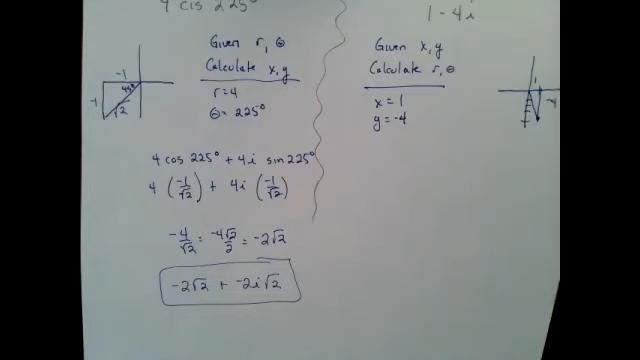 4 cis 225°
Given r, θ
Calculate x, y
r = 4
θ = 225°
-1
45°
-1
√2
4 cos 225° + 4i sin 225°
4 (-1/√2) + 4i (-1/√2)
-4/√2 = -4√2/2 = -2√2
-2√2 + -2i√2
1 - 4i
Given x, y
Calculate r, θ
x = 1
y = -4
1
-4